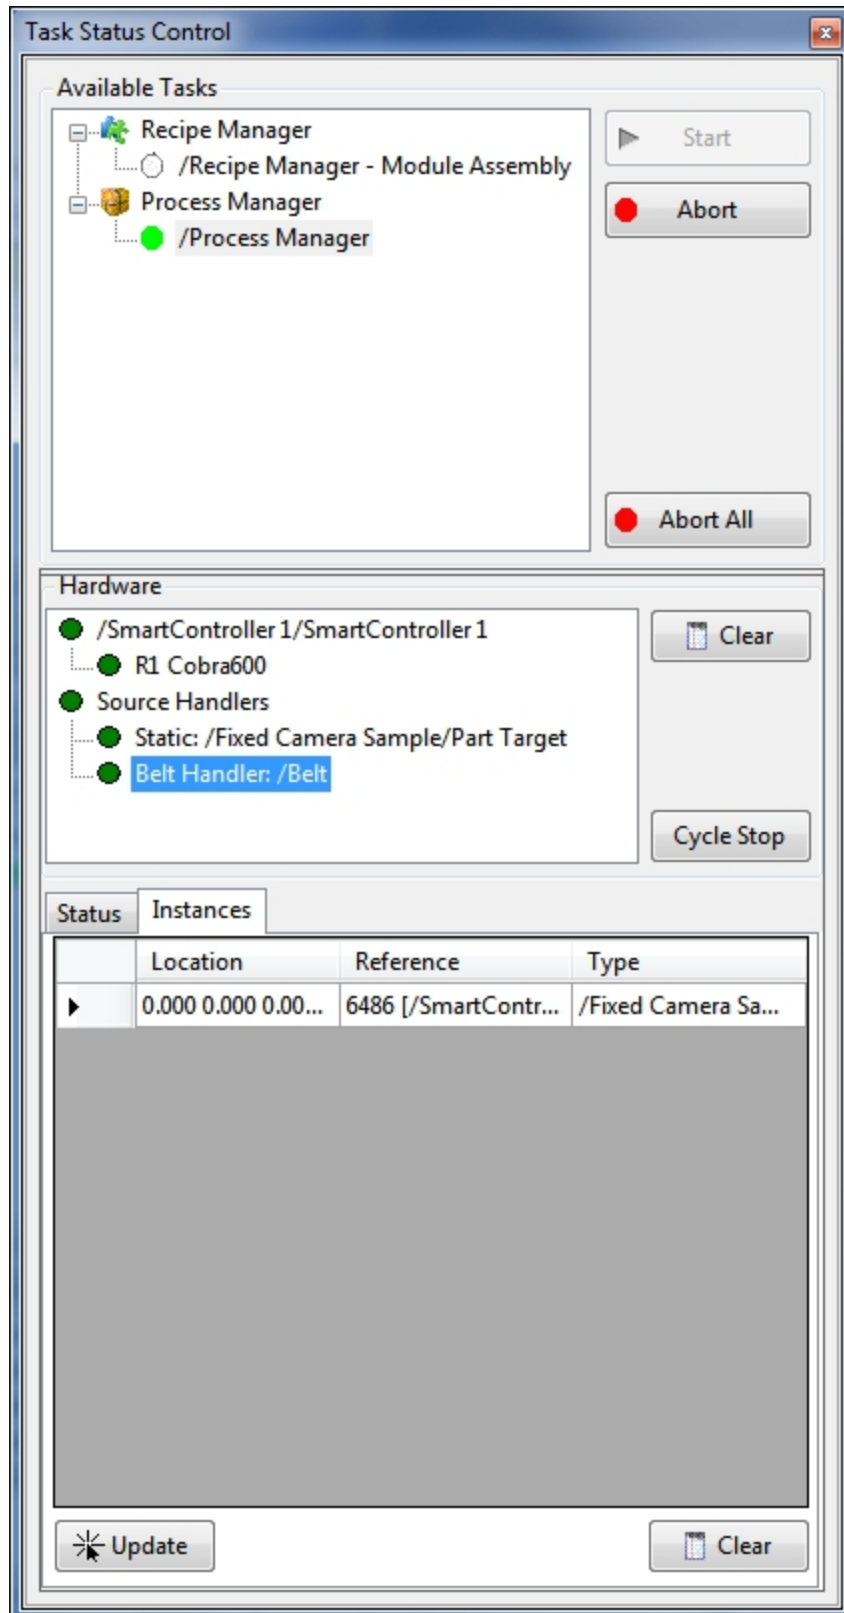 Task Status Control
Available Tasks
Recipe Manager
/Recipe Manager - Module Assembly
Process Manager
/Process Manager
Start
Abort
Abort All
Hardware
/SmartController 1/SmartController 1
R1 Cobra600
Source Handlers
Static: /Fixed Camera Sample/Part Target
Belt Handler: /Belt
Clear
Cycle Stop
Status Instances
Location Reference Type
0.000 0.000 0.00... 6486 [/SmartContr... /Fixed Camera Sa...
Update Clear